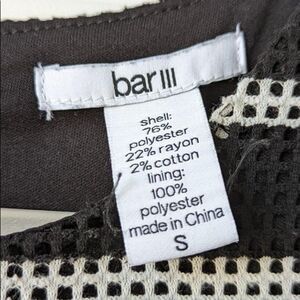 bar III
shell:
76%
polyester
22% rayon
2% cotton
lining:
100%
polyester
made in China
S